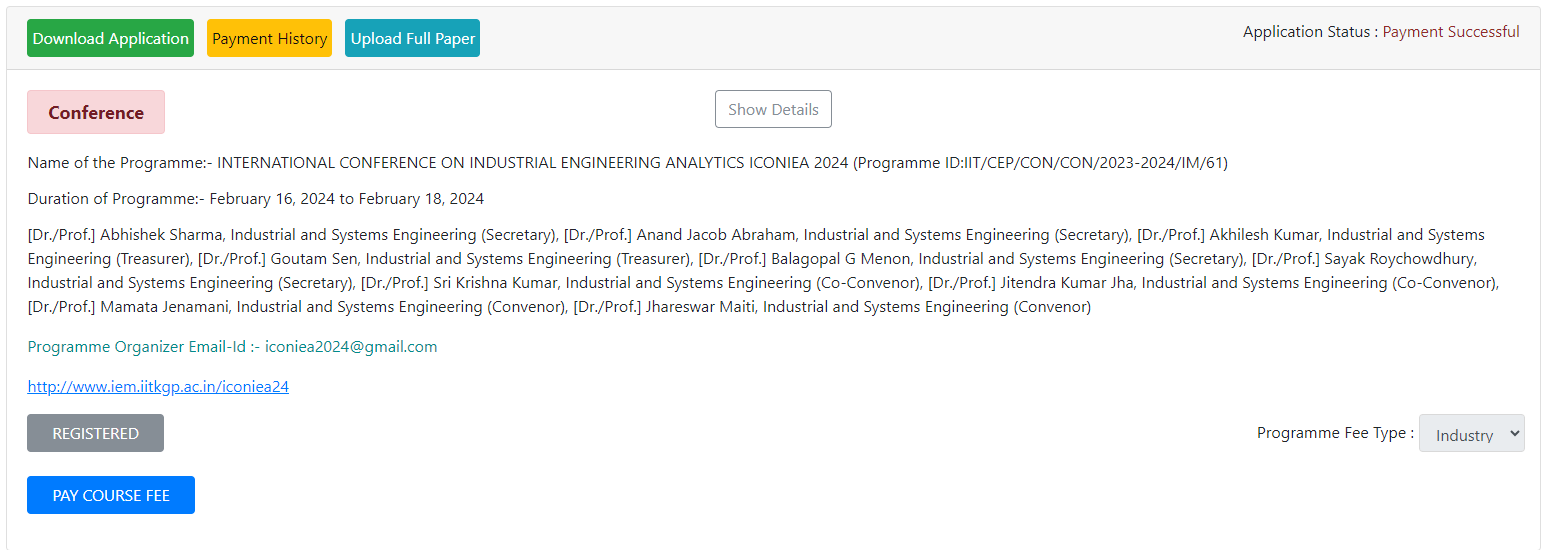 Download Application Payment History Upload Full Paper Application Status : Payment Successful
Conference Show Details
Name of the Programme:- INTERNATIONAL CONFERENCE ON INDUSTRIAL ENGINEERING ANALYTICS ICONIEA 2024 (Programme ID:IIT/CEP/CON/CON/2023-2024/IM/61)
Duration of Programme:- February 16, 2024 to February 18, 2024
[Dr./Prof.] Abhishek Sharma, Industrial and Systems Engineering (Secretary), [Dr./Prof.] Anand Jacob Abraham, Industrial and Systems Engineering (Secretary), [Dr./Prof.] Akhilesh Kumar, Industrial and Systems
Engineering (Treasurer), [Dr./Prof.] Goutam Sen, Industrial and Systems Engineering (Treasurer), [Dr./Prof.] Balagopal G Menon, Industrial and Systems Engineering (Secretary), [Dr./Prof.] Sayak Roychowdhury,
Industrial and Systems Engineering (Secretary), [Dr./Prof.] Sri Krishna Kumar, Industrial and Systems Engineering (Co-Convenor), [Dr./Prof.] Jitendra Kumar Jha, Industrial and Systems Engineering (Co-Convenor),
[Dr./Prof.] Mamata Jenamani, Industrial and Systems Engineering (Convenor), [Dr./Prof.] Jhareswar Maiti, Industrial and Systems Engineering (Convenor)
Programme Organizer Email-Id :- iconiea2024@gmail.com
http://www.iem.iitkgp.ac.in/iconiea24
REGISTERED Programme Fee Type : Industry
PAY COURSE FEE